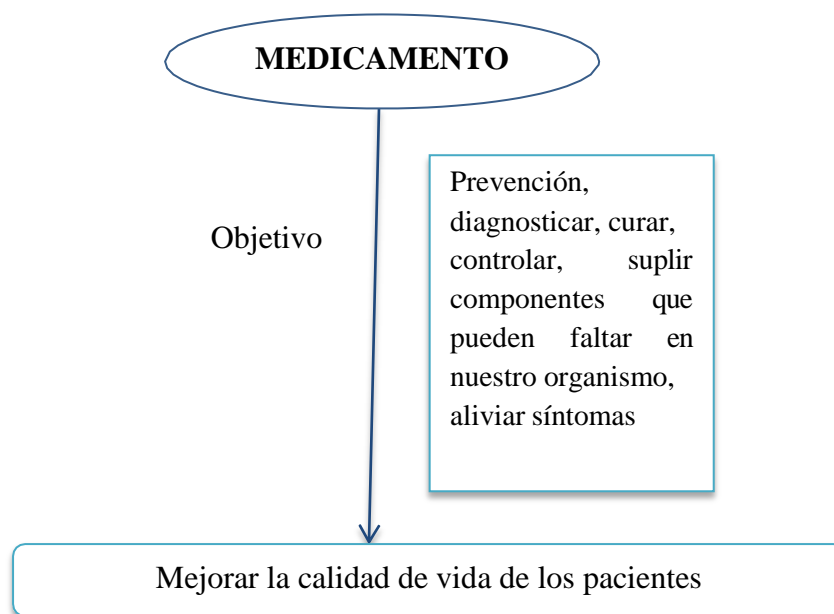 MEDICAMENTO
Objetivo
Prevención,
diagnosticar, curar,
controlar, suplir
componentes que
pueden faltar en
nuestro organismo,
aliviar síntomas
Mejorar la calidad de vida de los pacientes